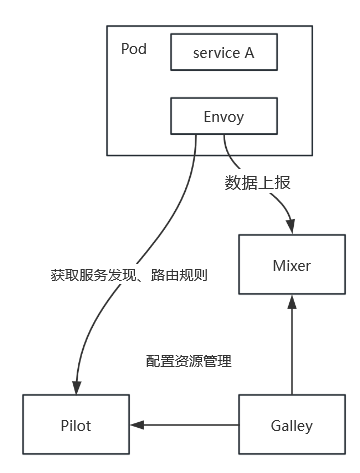 Pod
service A
Envoy
数据上报
Mixer
获取服务发现、路由规则
配置资源管理
Pilot
Galley